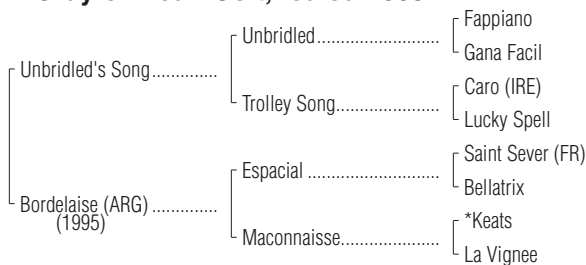 Unbridled's Song..............
Bordelaise (ARG) ..............
(1995)
Unbridled..........................
Trolley Song......................
Espacial ............................
Maconnaisse.....................
Fappiano
Gana Facil
Caro (IRE)
Lucky Spell
Saint Sever (FR)
Bellatrix
*Keats
La Vignee